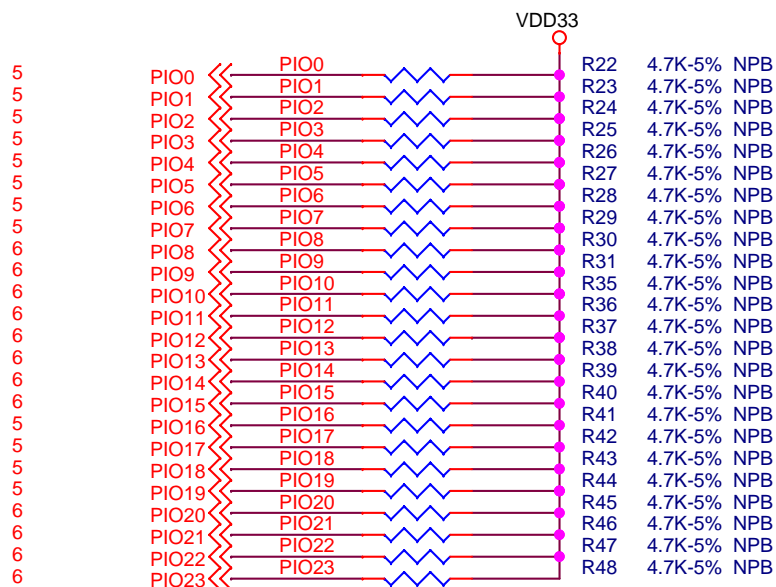 VDD33
5 PIO0 PIO0 R22 4.7K-5% NPB
5 PIO1 PIO1 R23 4.7K-5% NPB
5 PIO2 PIO2 R24 4.7K-5% NPB
5 PIO3 PIO3 R25 4.7K-5% NPB
5 PIO4 PIO4 R26 4.7K-5% NPB
5 PIO5 PIO5 R27 4.7K-5% NPB
5 PIO6 PIO6 R28 4.7K-5% NPB
5 PIO7 PIO7 R29 4.7K-5% NPB
6 PIO8 PIO8 R30 4.7K-5% NPB
6 PIO9 PIO9 R31 4.7K-5% NPB
6 PIO10 PIO10 R35 4.7K-5% NPB
6 PIO11 PIO11 R36 4.7K-5% NPB
6 PIO12 PIO12 R37 4.7K-5% NPB
6 PIO13 PIO13 R38 4.7K-5% NPB
6 PIO14 PIO14 R39 4.7K-5% NPB
6 PIO15 PIO15 R40 4.7K-5% NPB
5 PIO16 PIO16 R41 4.7K-5% NPB
5 PIO17 PIO17 R42 4.7K-5% NPB
5 PIO18 PIO18 R43 4.7K-5% NPB
5 PIO19 PIO19 R44 4.7K-5% NPB
6 PIO20 PIO20 R45 4.7K-5% NPB
6 PIO21 PIO21 R46 4.7K-5% NPB
6 PIO22 PIO22 R47 4.7K-5% NPB
6 PIO23 PIO23 R48 4.7K-5% NPB